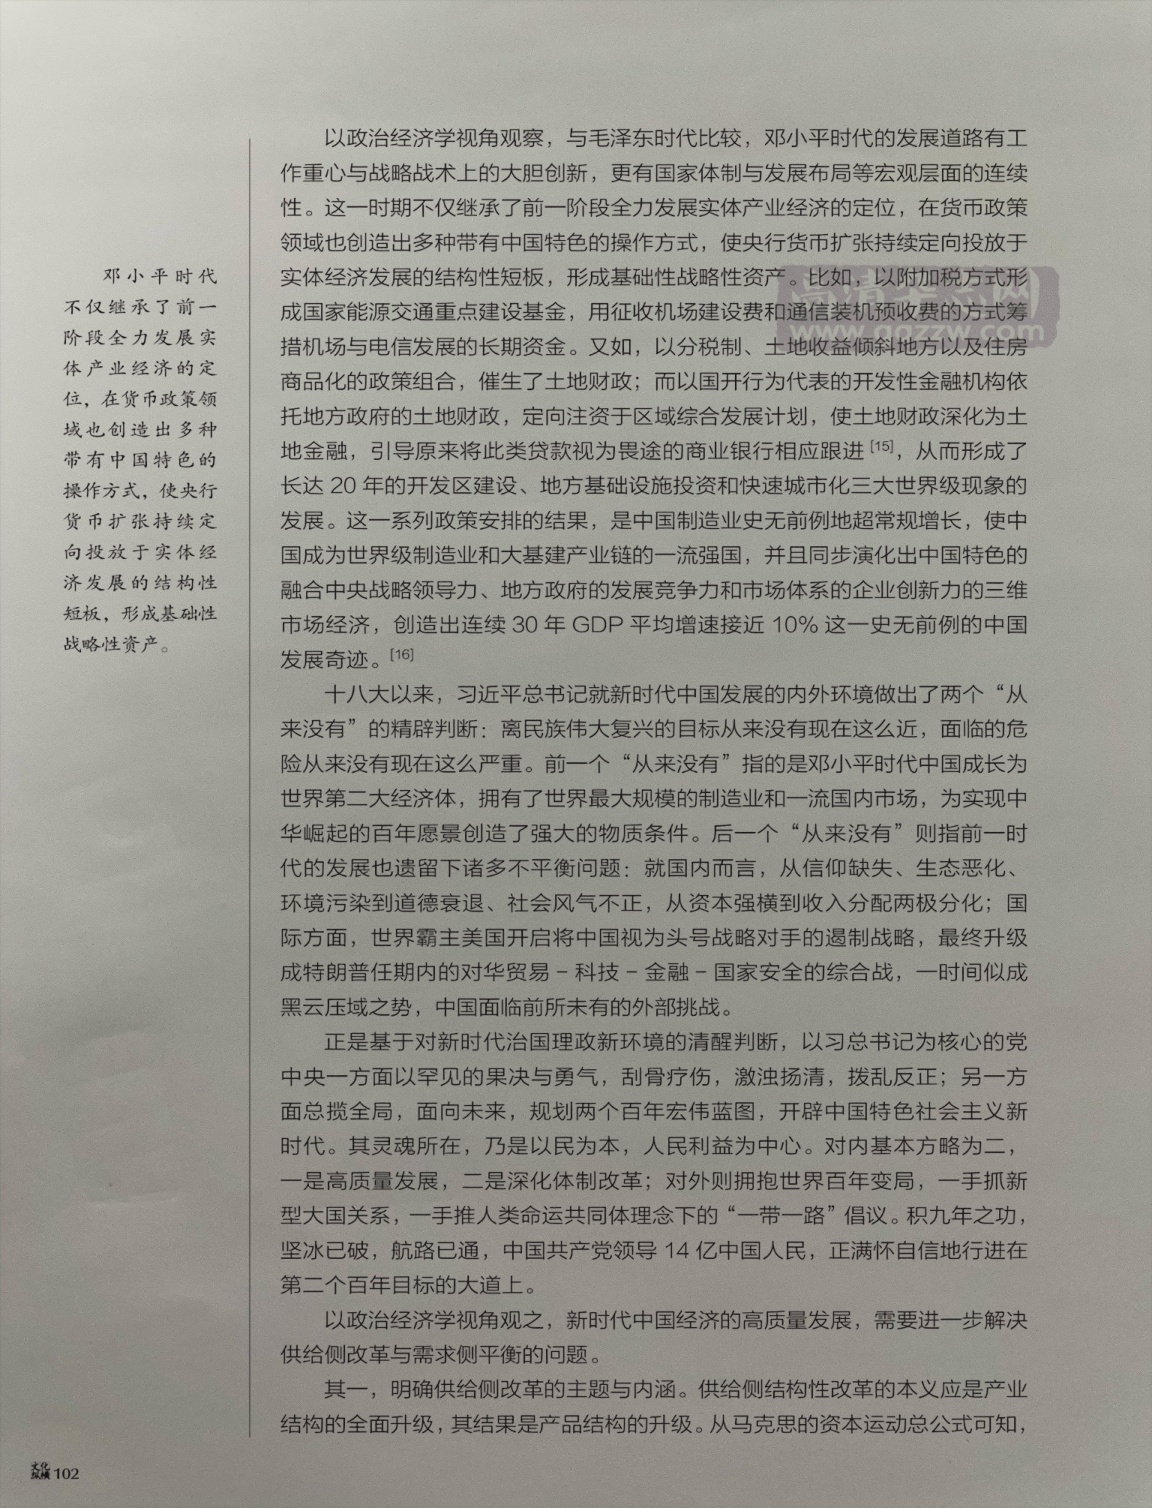 邓小平时代
不仅继承了前一
阶段全力发展实
体产业经济的定
位，在货币政策领
域也创造出多种
带有中国特色的
操作方式，使央行
货币扩张持续定
向投放于实体经
济发展的结构性
短板，形成基础性
战略性资产。
以政治经济学视角观察，与毛泽东时代比较，邓小平时代的发展道路有工
作重心与战略战术上的大胆创新，更有国家体制与发展布局等宏观层面的连续
性。这一时期不仅继承了前一阶段全力发展实体产业经济的定位，在货币政策
领域也创造出多种带有中国特色的操作方式，使央行货币扩张持续定向投放于
实体经济发展的结构性短板，形成基础性战略性资产。比如，以附加税方式形
成国家能源交通重点建设基金，用征收机场建设费和通信装机预收费的方式筹
措机场与电信发展的长期资金。又如，以分税制、土地收益倾斜地方以及住房
商品化的政策组合，催生了土地财政；而以国开行为代表的开发性金融机构依
托地方政府的土地财政，定向注资于区域综合发展计划，使土地财政深化为土
地金融，引导原来将此类贷款视为畏途的商业银行相应跟进[15]，从而形成了
长达 20 年的开发区建设、地方基础设施投资和快速城市化三大世界级现象的
发展。这一系列政策安排的结果，是中国制造业史无前例地超常规增长，使中
国成为世界级制造业和大基建产业链的一流强国，并且同步演化出中国特色的
融合中央战略领导力、地方政府的发展竞争力和市场体系的企业创新力的三维
市场经济，创造出连续 30 年 GDP 平均增速接近 10% 这一史无前例的中国
发展奇迹。[16]
十八大以来，习近平总书记就新时代中国发展的内外环境做出了两个“从
来没有”的精辟判断：离民族伟大复兴的目标从来没有现在这么近，面临的危
险从来没有现在这么严重。前一个“从来没有”指的是邓小平时代中国成长为
世界第二大经济体，拥有了世界最大规模的制造业和一流国内市场，为实现中
华崛起的百年愿景创造了强大的物质条件。后一个“从来没有”则指前一时
代的发展也遗留下诸多不平衡问题：就国内而言，从信仰缺失、生态恶化、
环境污染到道德衰退、社会风气不正，从资本强横到收入分配两极分化；国
际方面，世界霸主美国开启将中国视为头号战略对手的遏制战略，最终升级
成特朗普任期内的对华贸易－科技－金融－国家安全的综合战，一时间似成
黑云压域之势，中国面临前所未有的外部挑战。
正是基于对新时代治国理政新环境的清醒判断，以习总书记为核心的党
中央一方面以罕见的果决与勇气，刮骨疗伤，激浊扬清，拨乱反正；另一方
面总揽全局，面向未来，规划两个百年宏伟蓝图，开辟中国特色社会主义新
时代。其灵魂所在，乃是以民为本，人民利益为中心。对内基本方略为二，
一是高质量发展，二是深化体制改革；对外则拥抱世界百年变局，一手抓新
型大国关系，一手推人类命运共同体理念下的“一带一路”倡议。积九年之功，
坚冰已破，航路已通，中国共产党领导 14 亿中国人民，正满怀自信地行进在
第二个百年目标的大道上。
以政治经济学视角观之，新时代中国经济的高质量发展，需要进一步解决
供给侧改革与需求侧平衡的问题。
其一，明确供给侧改革的主题与内涵。供给侧结构性改革的本义应是产业
结构的全面升级，其结果是产品结构的升级。从马克思的资本运动总公式可知，
高清杂志网
www.gqzzw.com
文化
纵横 102